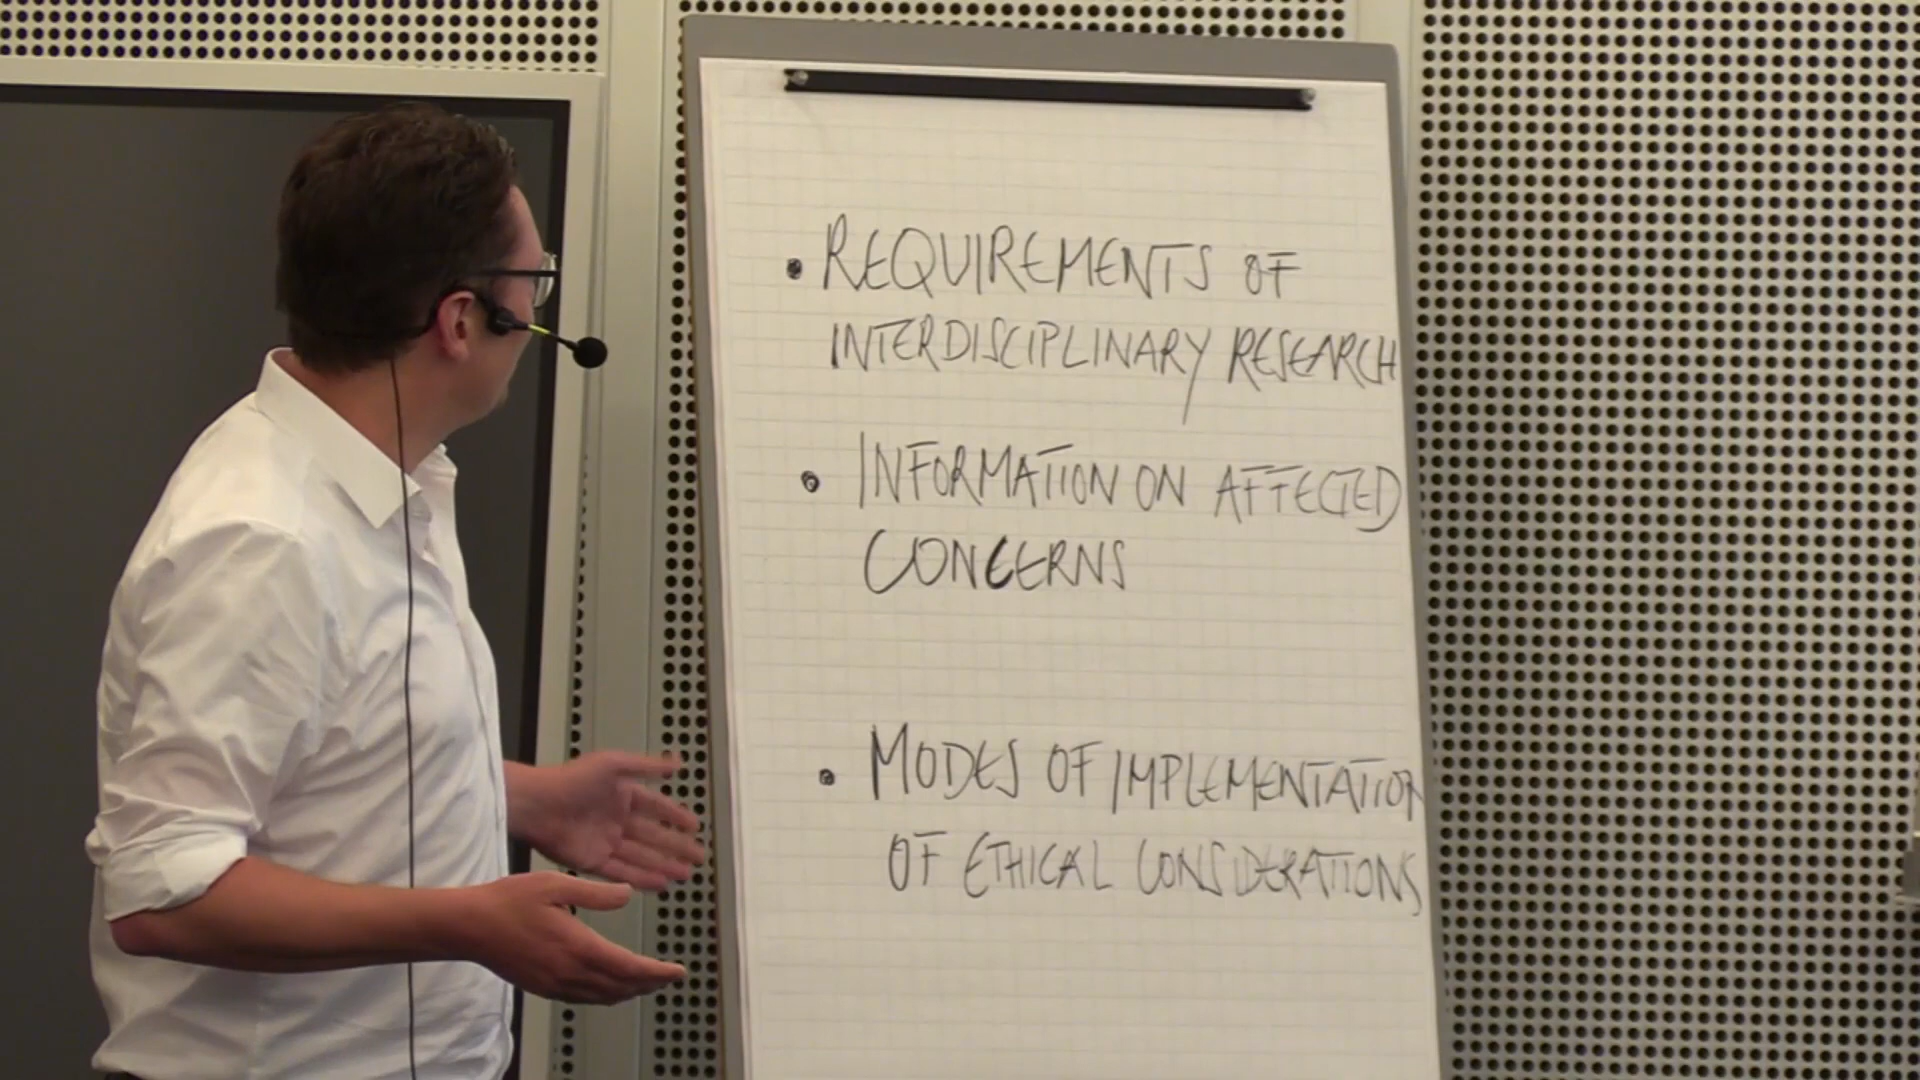 • REQUIREMENTS OF
INTERDISCIPLINARY RESEARCH
• INFORMATION ON AFFECTED
CONCERNS
• MODES OF IMPLEMENTATION
OF ETHICAL CONSIDERATIONS